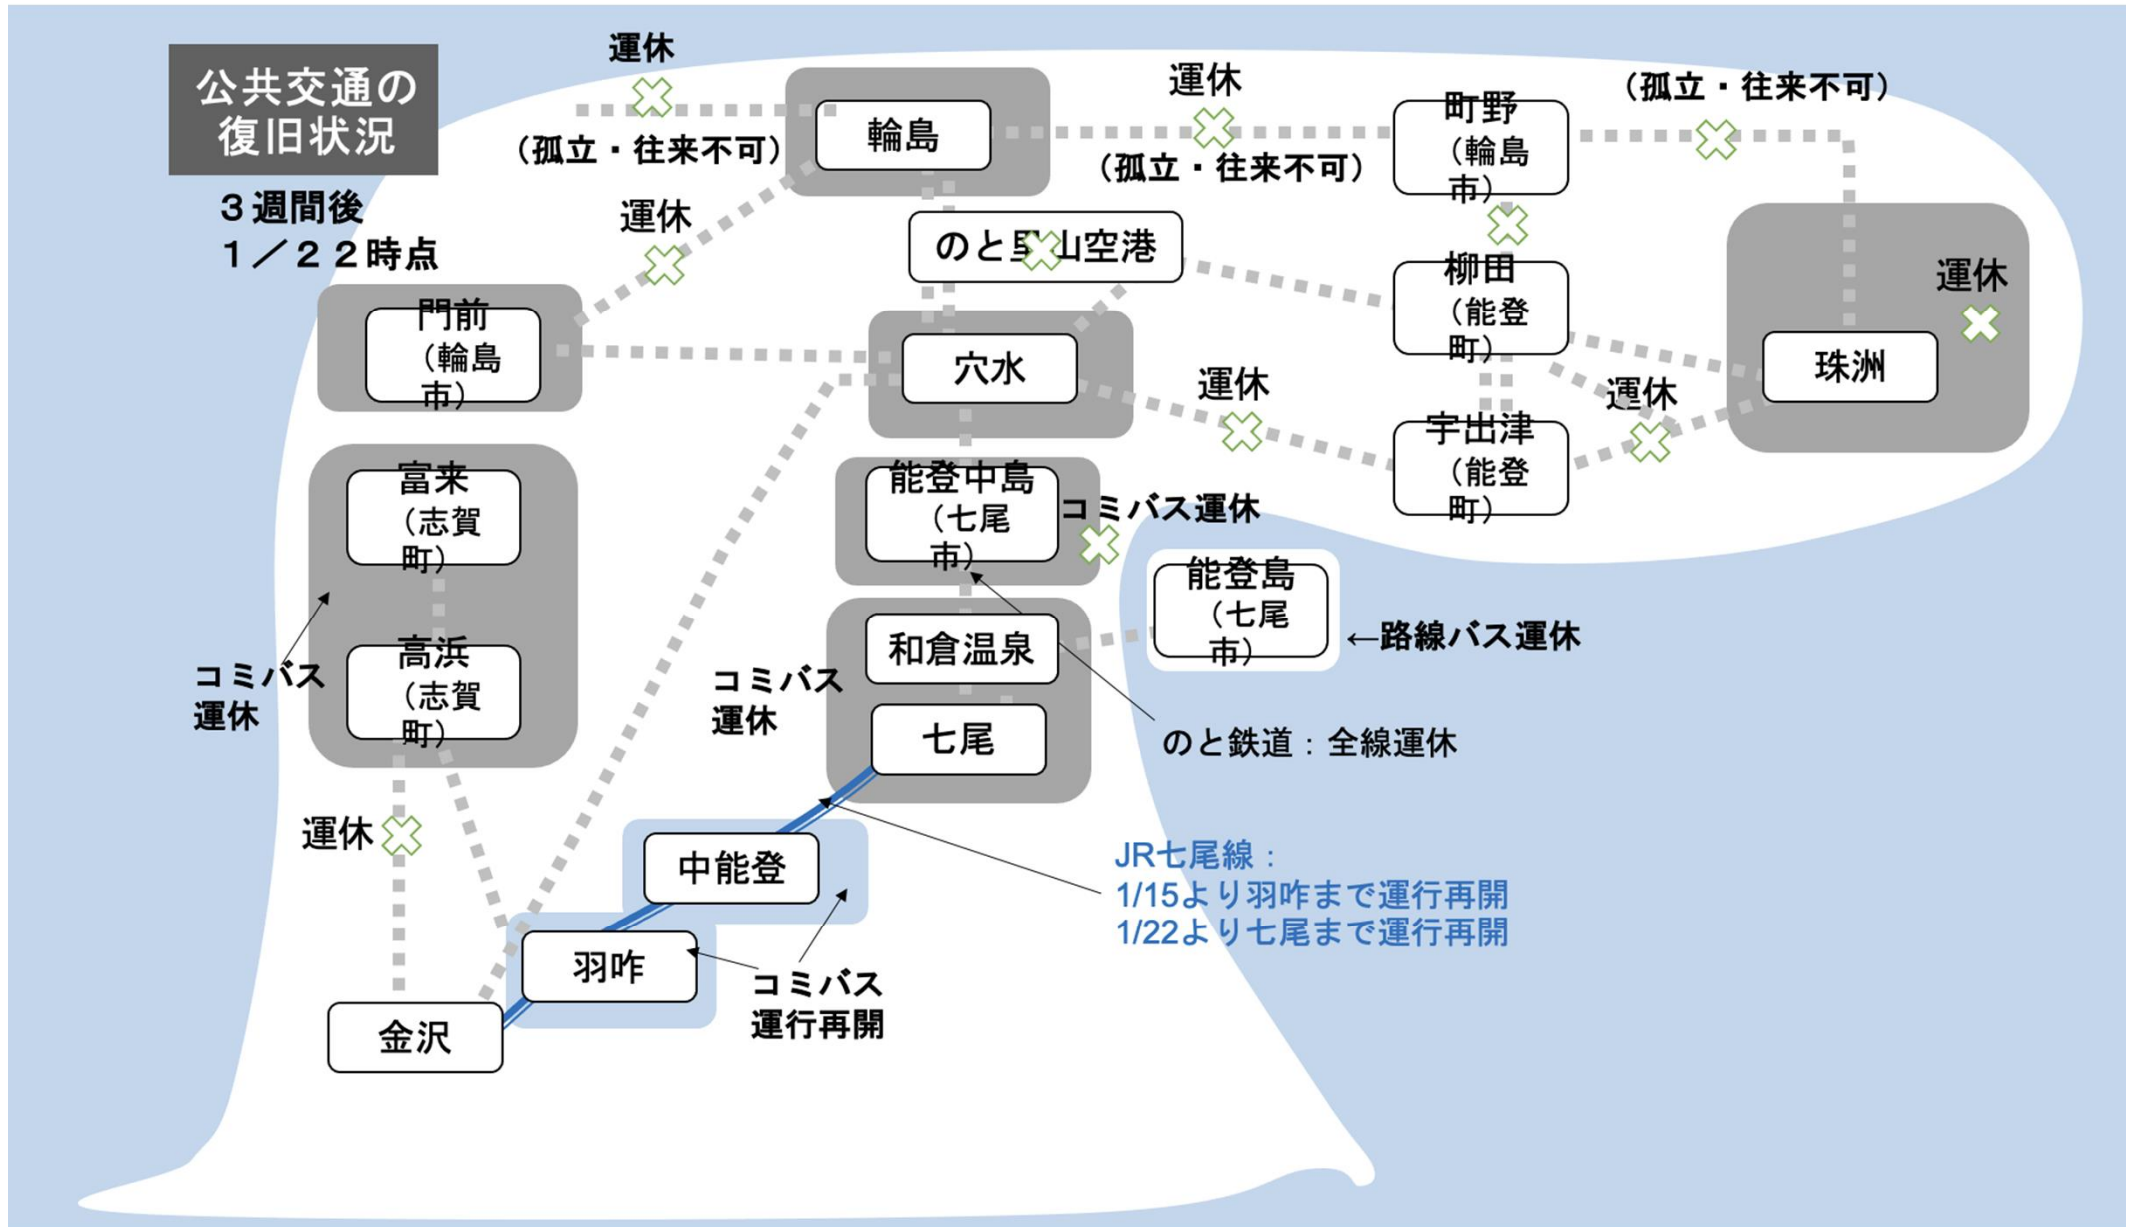 公共交通の
復旧状況
３週間後
１／２２時点
運休
（孤立・往来不可）
輪島
運休
（孤立・往来不可）
町野
（輪島
市）
（孤立・往来不可）
運休
のと里山空港
柳田
（能登
町）
運休
珠洲
門前
（輪島
市）
穴水
運休
運休
宇出津
（能登
町）
富来
（志賀
町）
能登中島
（七尾
市）
コミバス運休
能登島
（七尾
市）
←路線バス運休
コミバス
運休
高浜
（志賀
町）
和倉温泉
コミバス
運休
七尾
のと鉄道：全線運休
運休
中能登
JR七尾線：
1/15より羽咋まで運行再開
1/22より七尾まで運行再開
羽咋
コミバス
運行再開
金沢